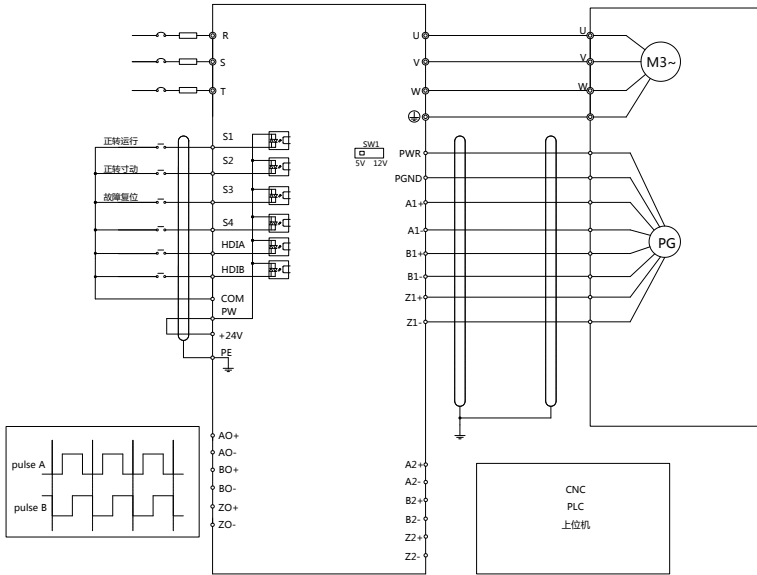 R
S
T
U
V
W
U
V
W
M3~
正转运行
正转寸动
故障复位
S1
S2
S3
S4
HDIA
HDIB
COM
PW
+24V
PE
SW1
5V 12V
PWR
PGND
A1+
A1-
B1+
B1-
Z1+
Z1-
PG
pulse A
pulse B
AO+
AO-
BO+
BO-
ZO+
ZO-
A2+
A2-
B2+
B2-
Z2+
Z2-
CNC
PLC
上位机